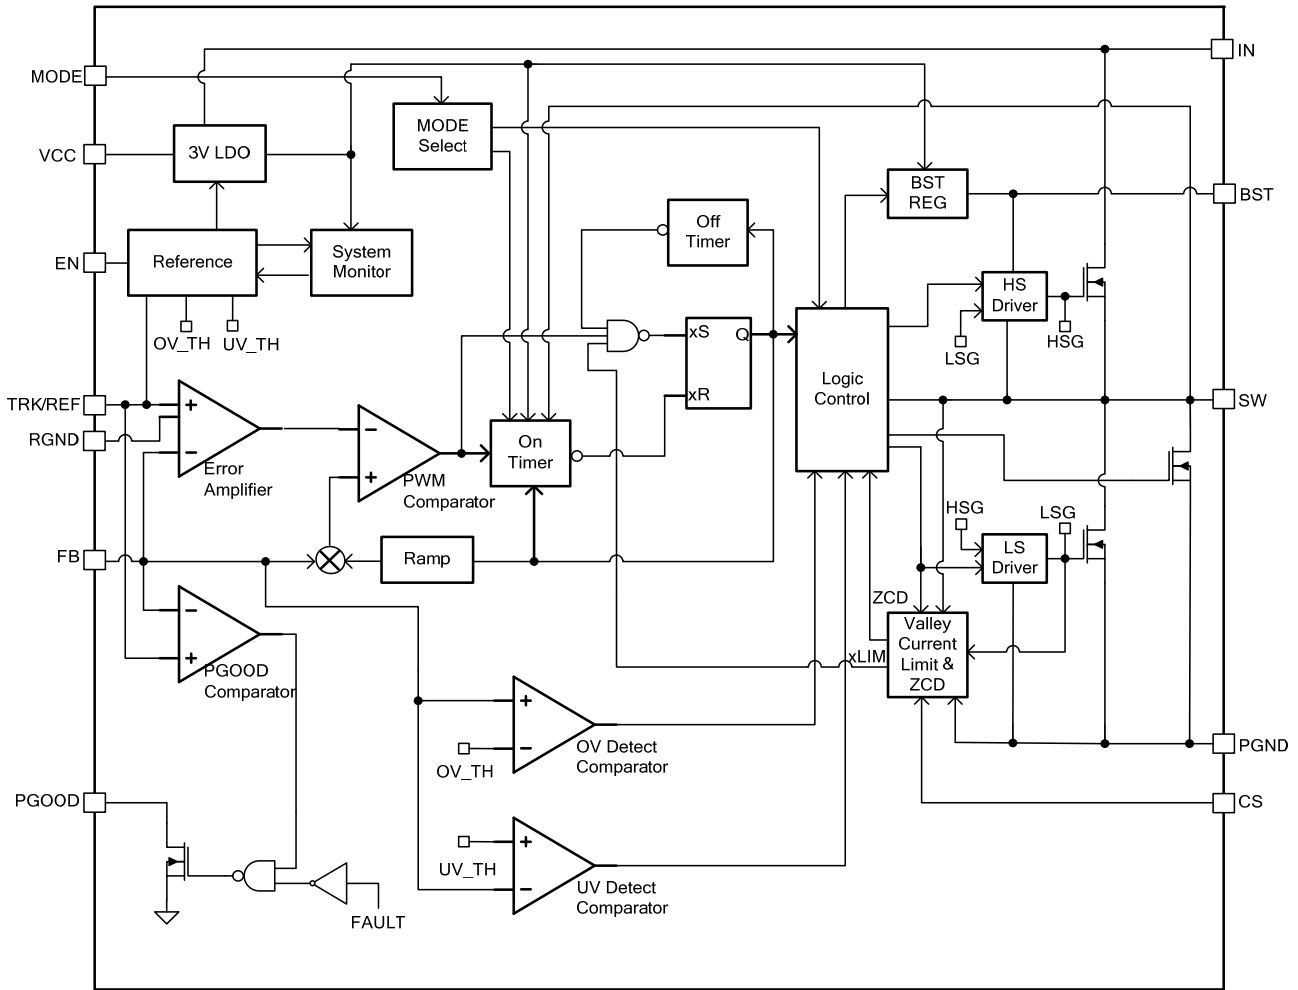 IN
MODE
MODE
Select
3V LDO
VCC
BST
REG
BST
Off
Timer
System
Monitor
Reference
EN
HS
Driver
OV_TH
UV_TH
xS
Q
HSG
LSG
Logic
Control
xR
TRK/REF
SW
RGND
On
Timer
Error
Amplifier
PWM
Comparator
HSG
LSG
FB
Ramp
LS
Driver
ZCD
Valley
Current
Limit &
ZCD
xLIM
PGOOD
Comparator
OV Detect
Comparator
OV_TH
PGND
PGOOD
CS
UV_TH
UV Detect
Comparator
FAULT